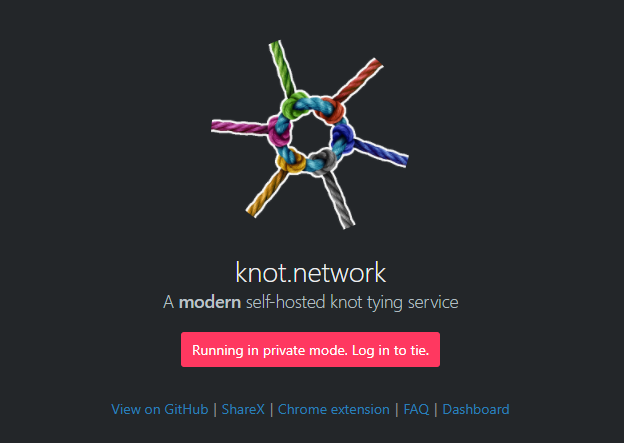 knot.network
A modern self-hosted knot tying service
Running in private mode. Log in to tie.
View on GitHub | ShareX | Chrome extension | FAQ | Dashboard